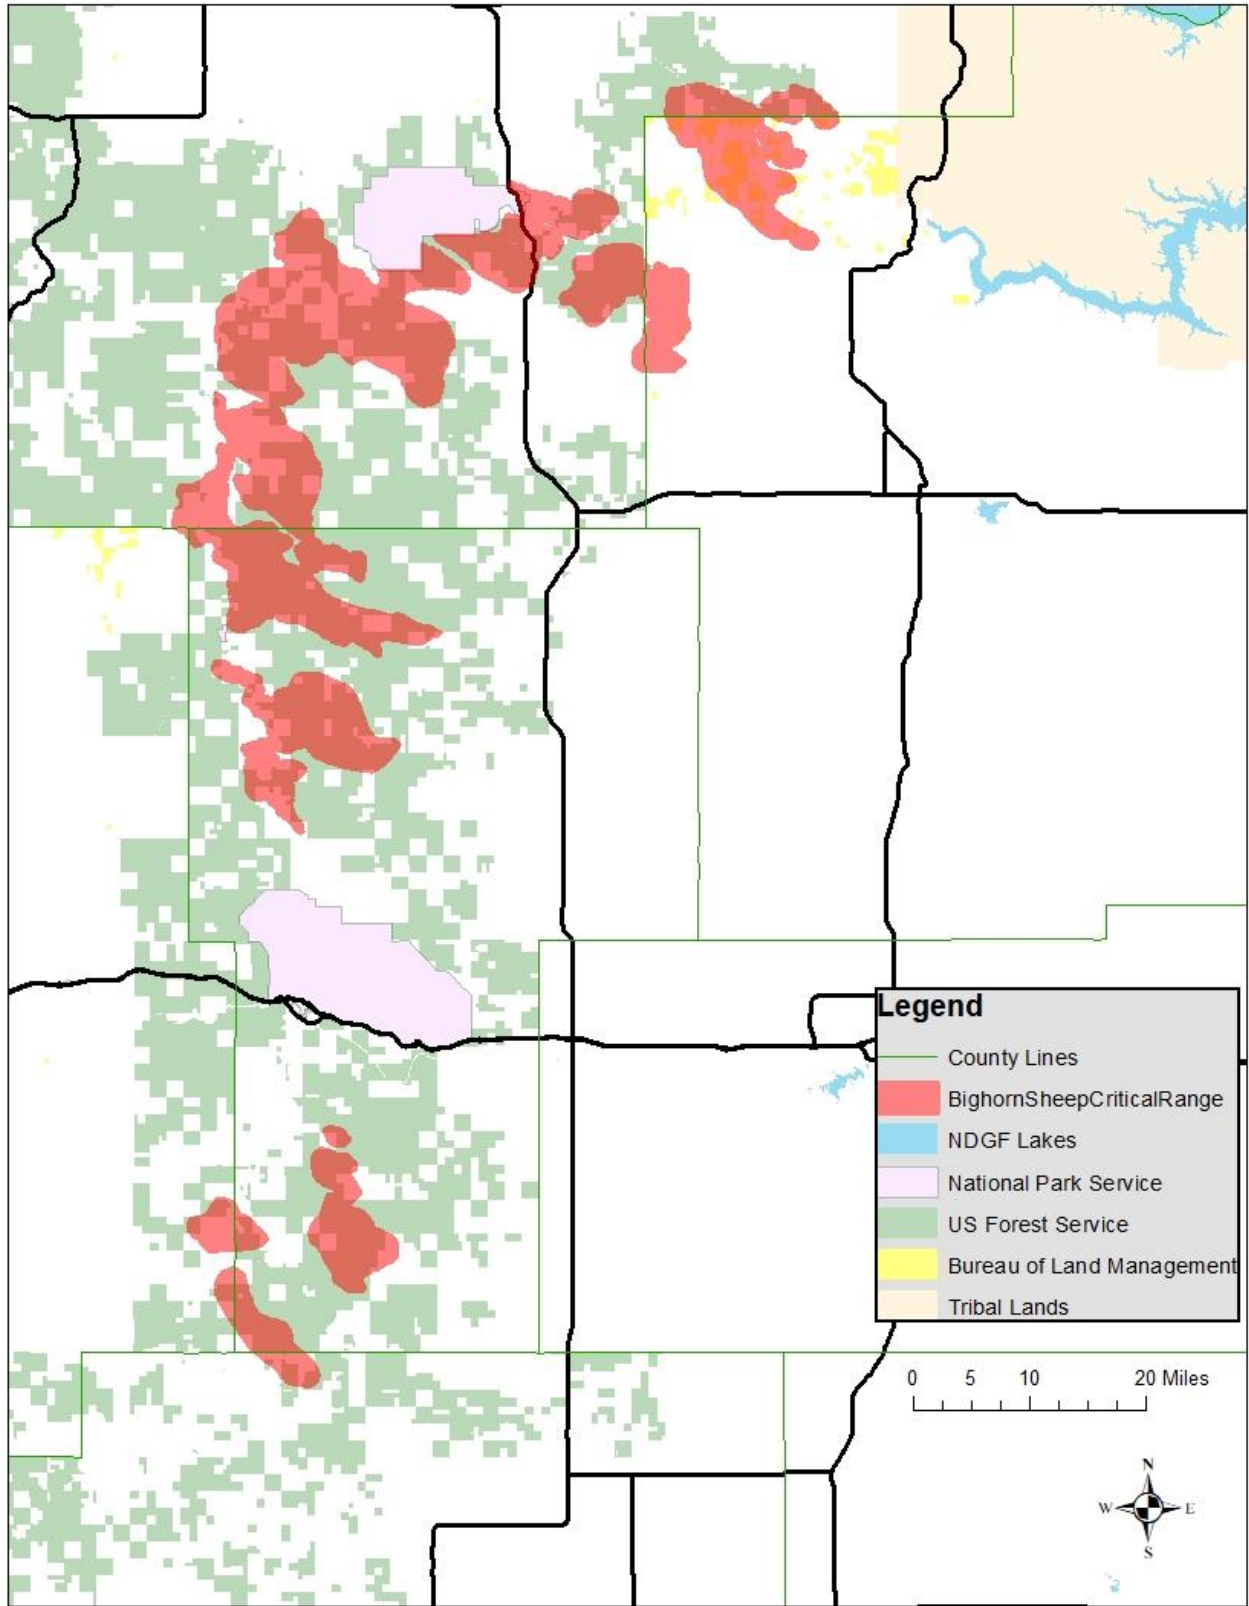 Legend
County Lines
BighornSheepCriticalRange
NDGF Lakes
National Park Service
US Forest Service
Bureau of Land Management
Tribal Lands
0 5 10 20 Miles
N
W E
S